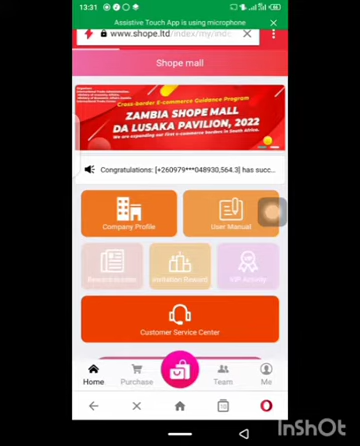 13:31
Assistive Touch App is using microphone
www.shope.ltd/index/my/inde
Shope mall
Cross-border E-commerce Guidance Program
ZAMBIA SHOPE MALL
DA LUSAKA PAVILION, 2022
We are expanding our first e-commerce borders in South Africa.
Congratulations: [+260979***048930,564.3] has succ...
Company Profile
User Manual
Reward Income
Invitation Reward
VIP Activity
Customer Service Center
Home
Purchase
Team
Me
10
InShOt